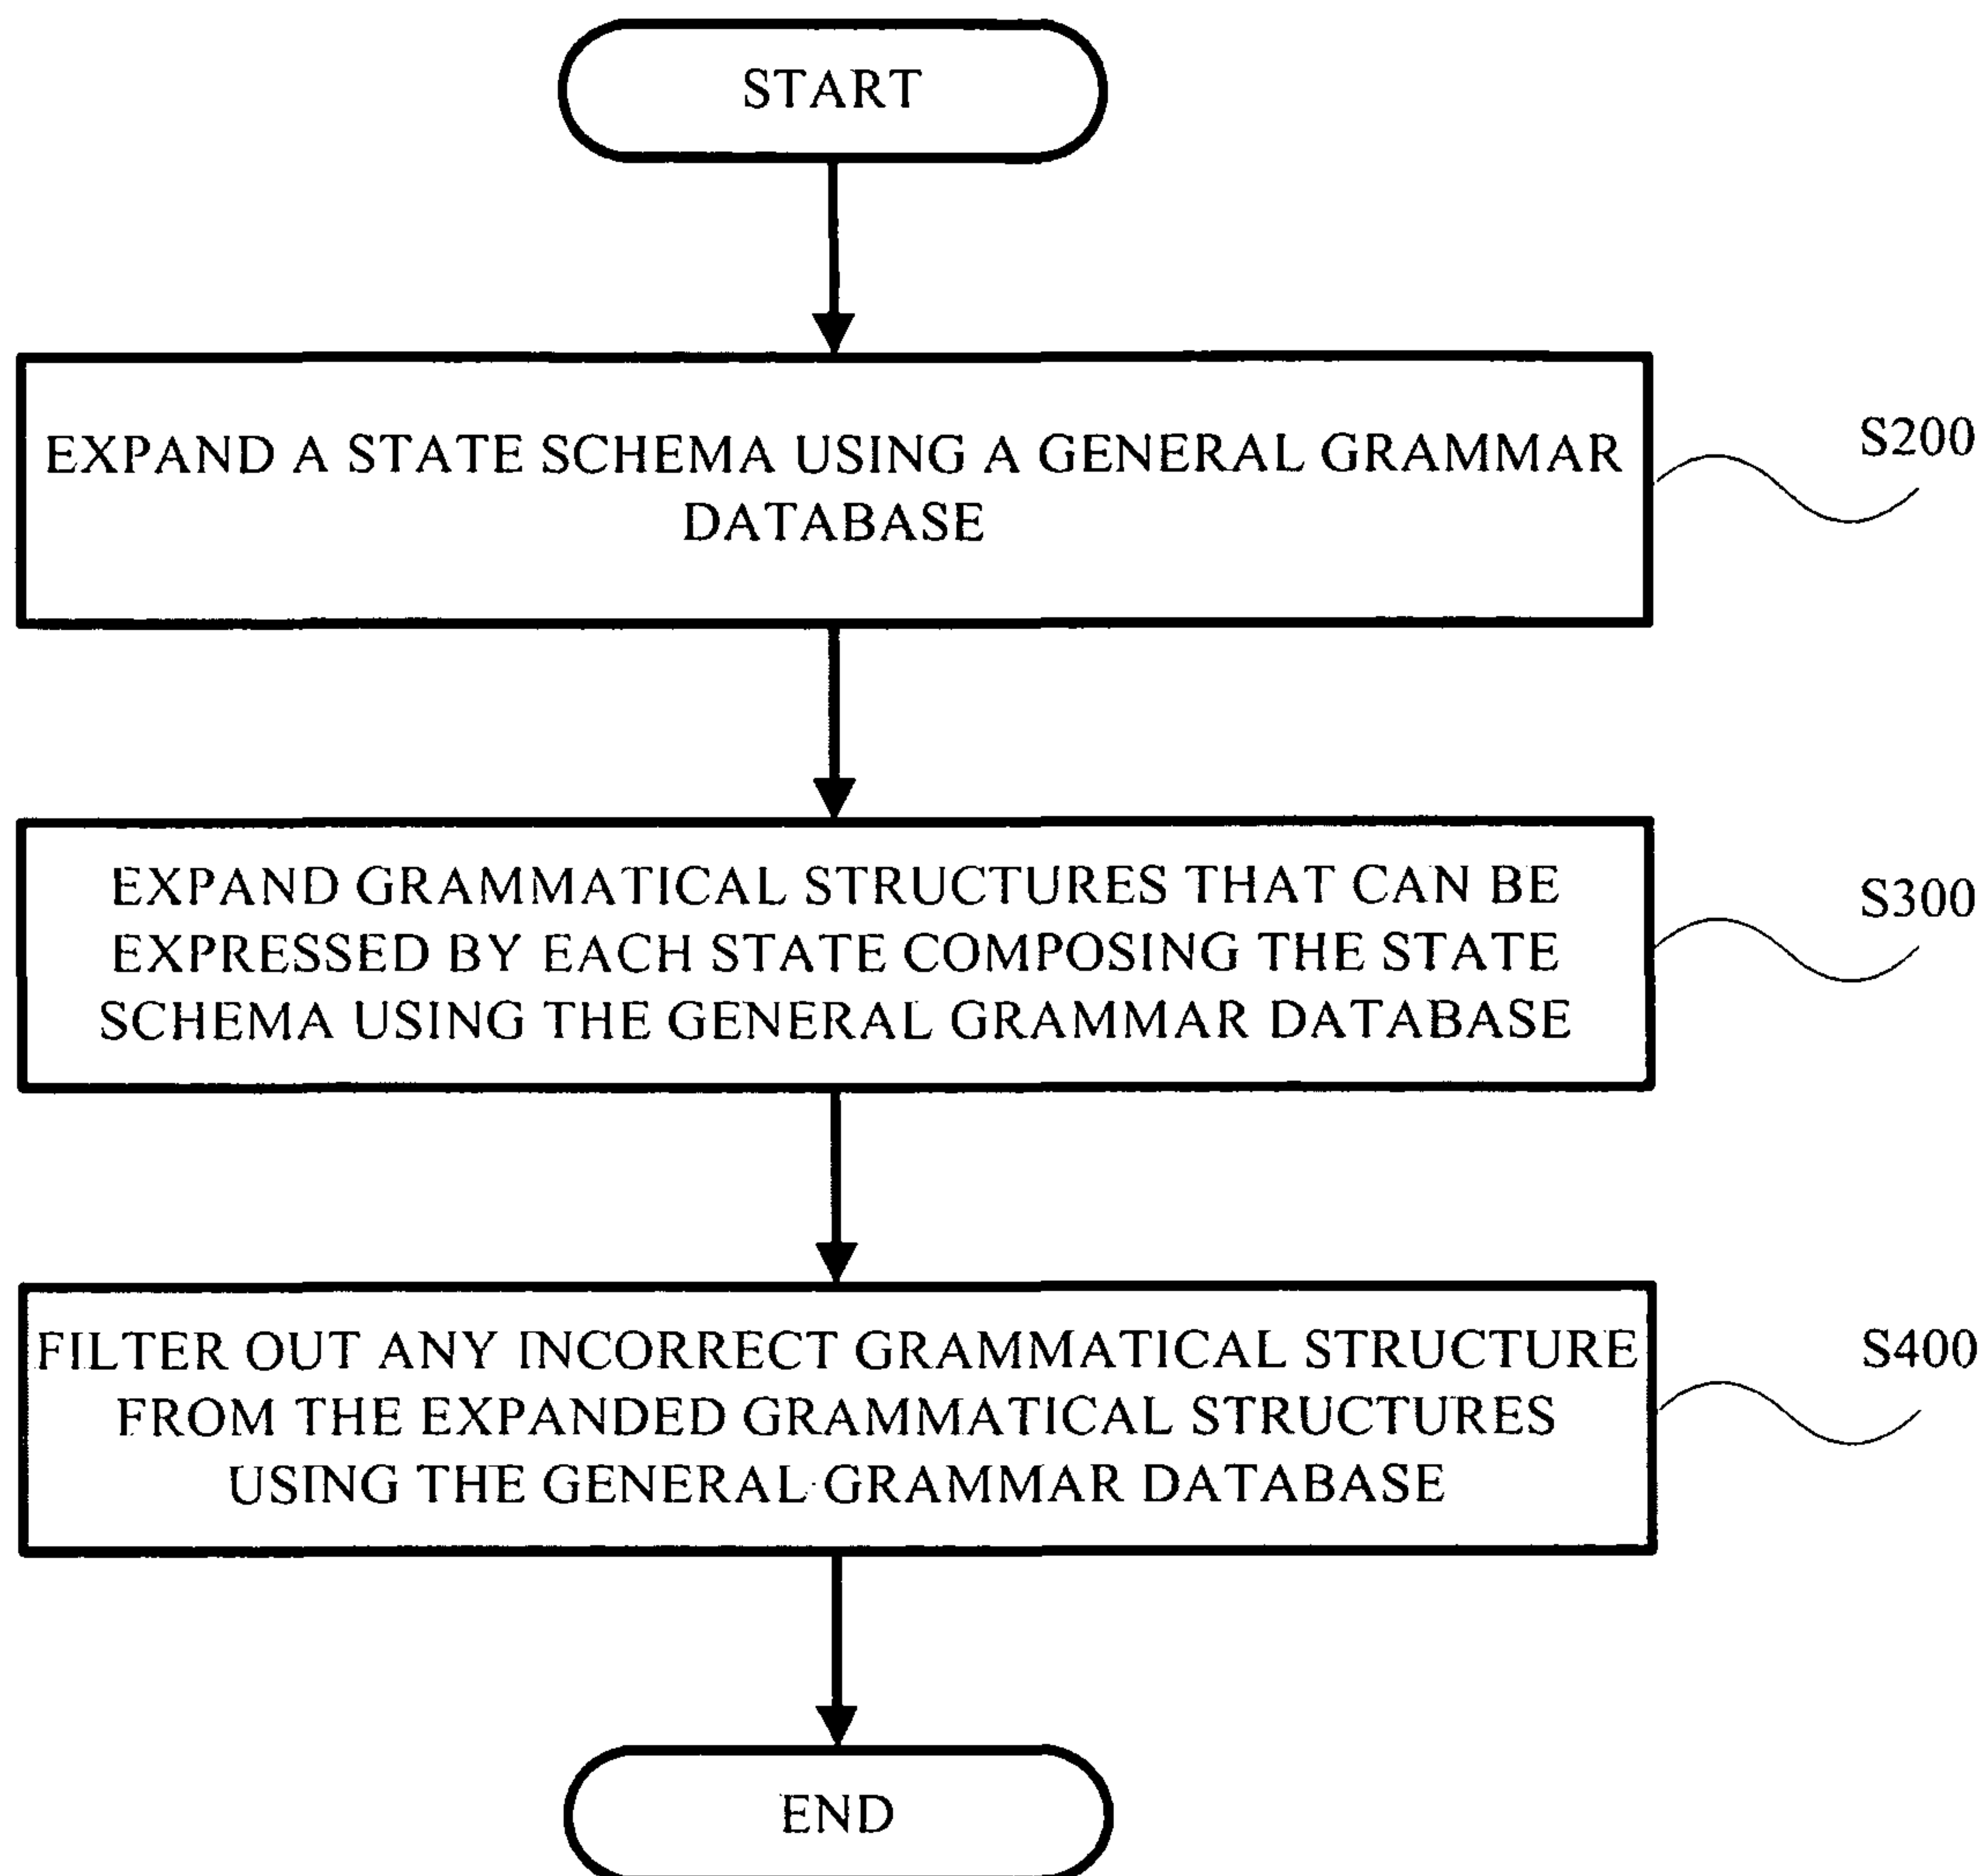 START
EXPAND A STATE SCHEMA USING A GENERAL GRAMMAR
DATABASE
S200
EXPAND GRAMMATICAL STRUCTURES THAT CAN BE
EXPRESSED BY EACH STATE COMPOSING THE STATE
SCHEMA USING THE GENERAL GRAMMAR DATABASE
S300
FILTER OUT ANY INCORRECT GRAMMATICAL STRUCTURE
FROM THE EXPANDED GRAMMATICAL STRUCTURES
USING THE GENERAL GRAMMAR DATABASE
S400
END